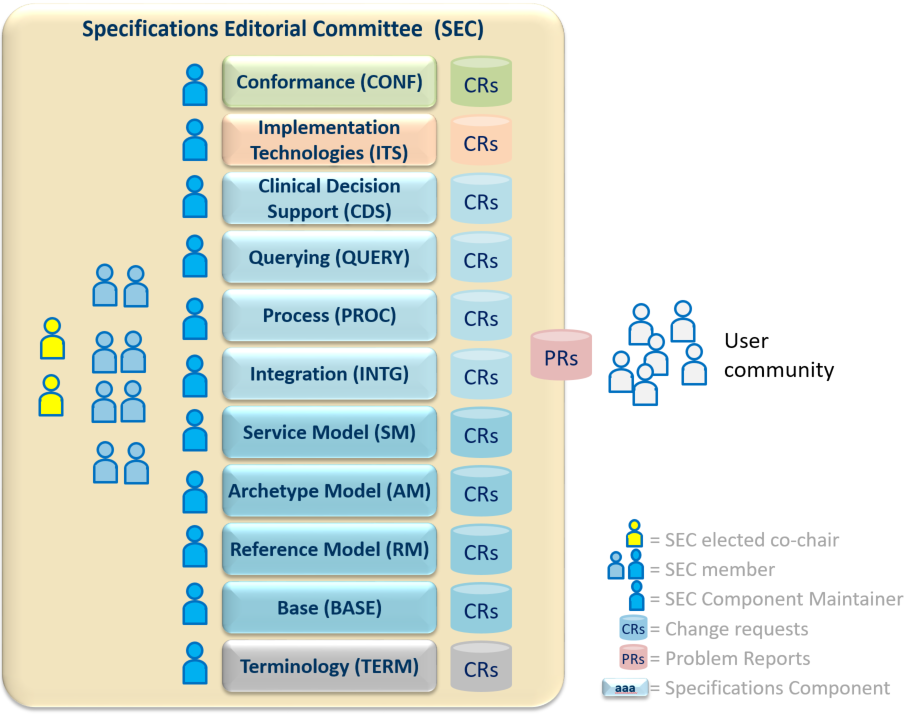 Specifications Editorial Committee (SEC)
Conformance (CONF)
CRs
Implementation
Technologies (ITS)
CRs
Clinical Decision
Support (CDS)
CRs
Querying (QUERY)
CRs
Process (PROC)
CRs
Integration (INTG)
CRs
Service Model (SM)
CRs
Archetype Model (AM)
CRs
Reference Model (RM)
CRs
Base (BASE)
CRs
Terminology (TERM)
CRs
PRs
User
community
= SEC elected co-chair
= SEC member
= SEC Component Maintainer
CRs = Change requests
PRs = Problem Reports
aaa = Specifications Component